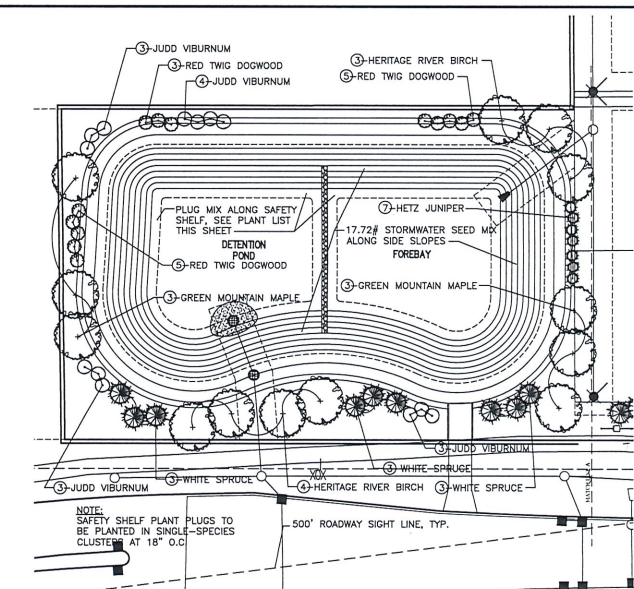 3 JUDD VIBURNUM
3 RED TWIG DOGWOOD
4 JUDD VIBURNUM
3 HERITAGE RIVER BIRCH
5 RED TWIG DOGWOOD
PLUG MIX ALONG SAFETY
SHELF, SEE PLANT LIST
THIS SHEET
DETENTION
POND
5 RED TWIG DOGWOOD
3 GREEN MOUNTAIN MAPLE
7 HETZ JUNIPER
17.72# STORMWATER SEED MIX
ALONG SIDE SLOPES
FOREBAY
3 GREEN MOUNTAIN MAPLE
3 JUDD VIBURNUM
3 WHITE SPRUCE
3 JUDD VIBURNUM
3 WHITE SPRUCE
4 HERITAGE RIVER BIRCH
3 WHITE SPRUCE
NOTE:
SAFETY SHELF PLANT PLUGS TO
BE PLANTED IN SINGLE-SPECIES
CLUSTERS AT 18" O.C
500' ROADWAY SIGHT LINE, TYP.